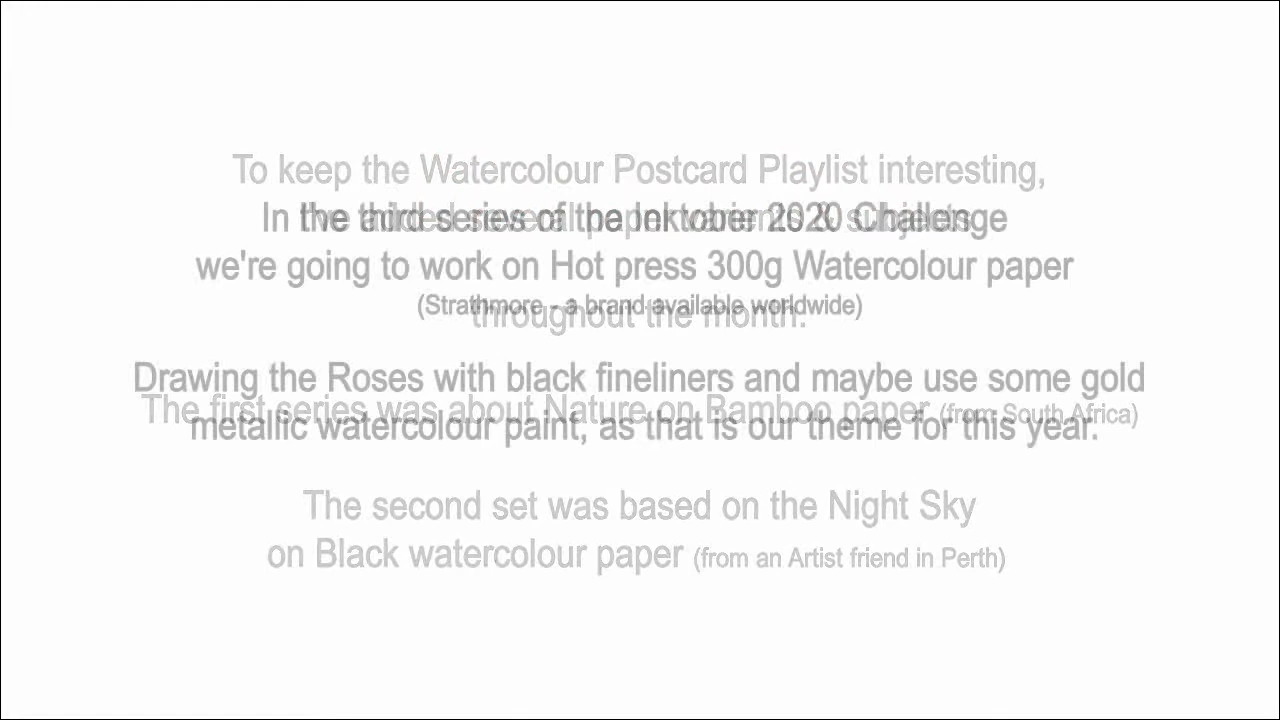 To keep the Watercolour Postcard Playlist interesting,
In the third series of the Inktober 2020 Challenge
we're going to work on Hot press 300g Watercolour paper
(Strathmore - a brand available worldwide)
throughout the month.
Drawing the Roses with black fineliners and maybe use some gold
The first series was about Nature on Bamboo paper (from South Africa)
metallic watercolour paint, as that is our theme for this year.
The second set was based on the Night Sky
on Black watercolour paper (from an Artist friend in Perth)